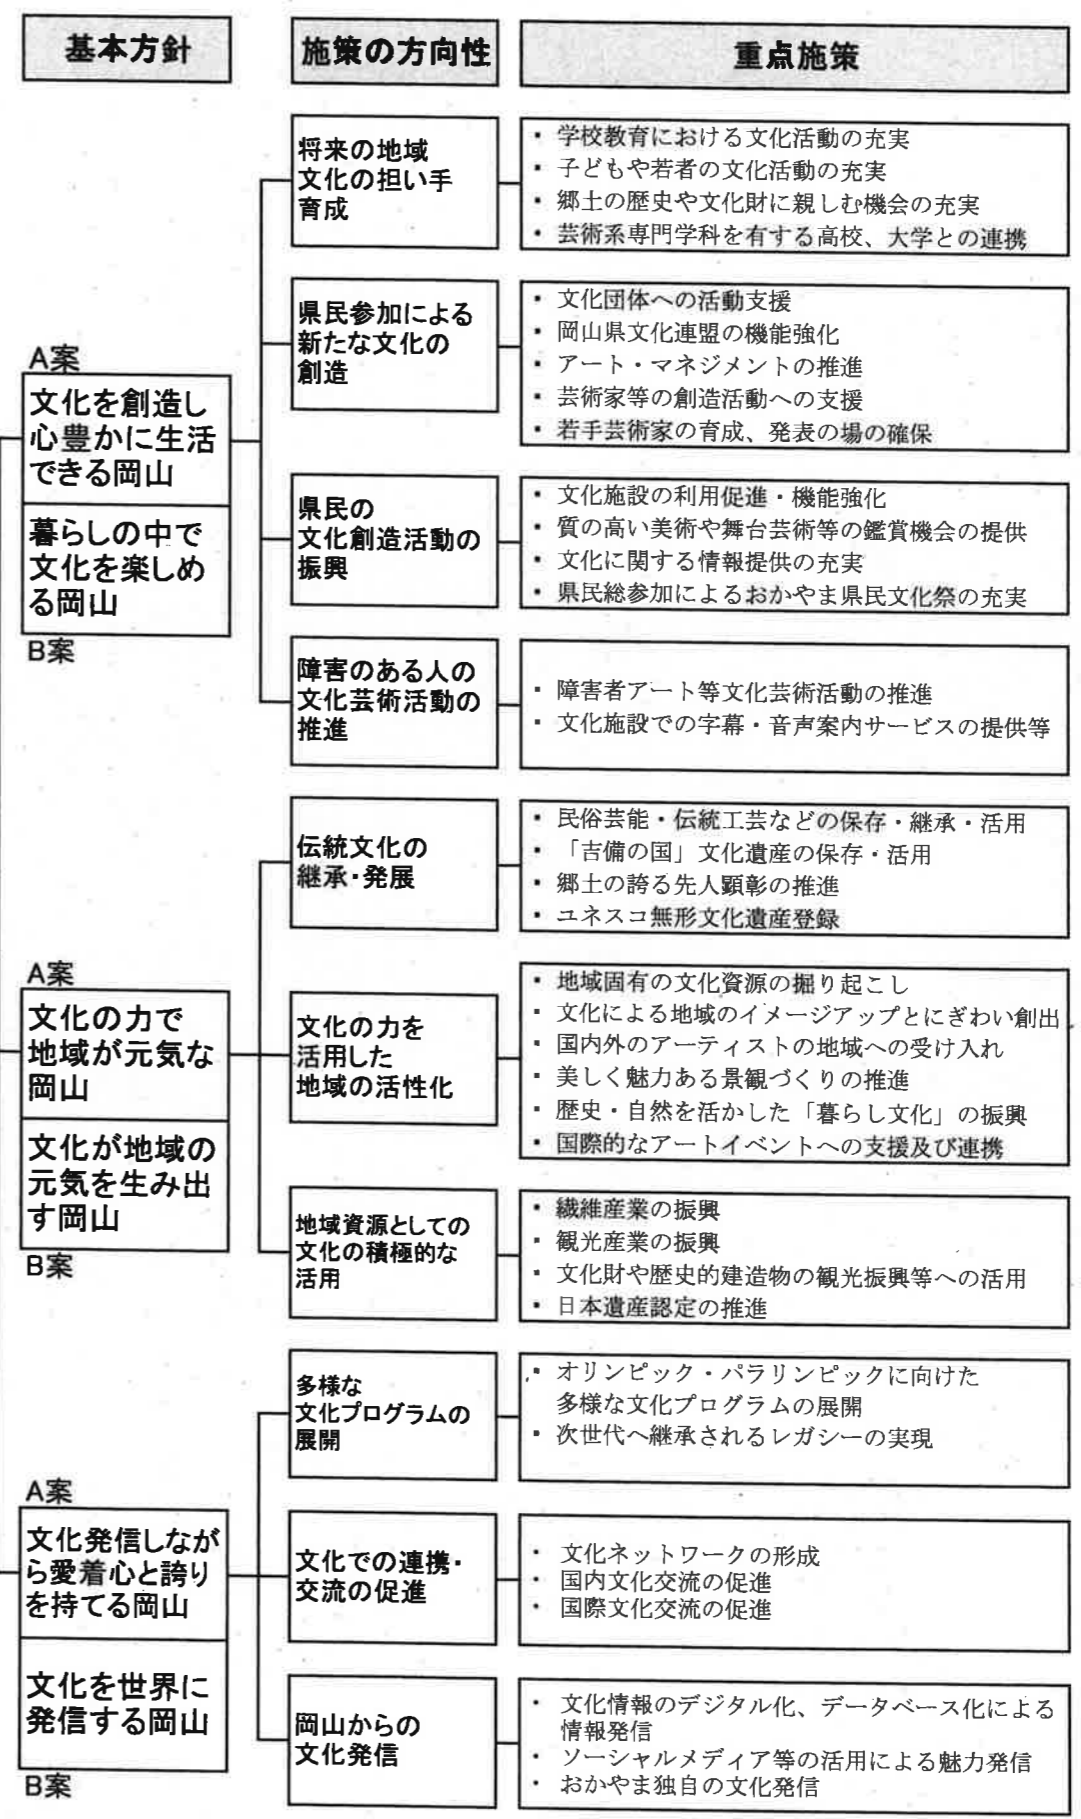 基本方針
施策の方向性
重点施策
A案
文化を創造し
心豊かに生活
できる岡山
暮らしの中で
文化を楽しめ
る岡山
B案
将来の地域
文化の担い手
育成
・ 学校教育における文化活動の充実
・ 子どもや若者の文化活動の充実
・ 郷土の歴史や文化財に親しむ機会の充実
・ 芸術系専門学科を有する高校、大学との連携
県民参加による
新たな文化の
創造
・ 文化団体への活動支援
・ 岡山県文化連盟の機能強化
・ アート・マネジメントの推進
・ 芸術家等の創造活動への支援
・ 若手芸術家の育成、発表の場の確保
県民の
文化創造活動の
振興
・ 文化施設の利用促進・機能強化
・ 質の高い美術や舞台芸術等の鑑賞機会の提供
・ 文化に関する情報提供の充実
・ 県民総参加によるおかやま県民文化祭の充実
障害のある人の
文化芸術活動の
推進
・ 障害者アート等文化芸術活動の推進
・ 文化施設での字幕・音声案内サービスの提供等
A案
文化の力で
地域が元気な
岡山
文化が地域の
元気を生み出
す岡山
B案
伝統文化の
継承・発展
・ 民俗芸能・伝統工芸などの保存・継承・活用
・ 「吉備の国」文化遺産の保存・活用
・ 郷土の誇る先人顕彰の推進
・ ユネスコ無形文化遺産登録
文化の力を
活用した
地域の活性化
・ 地域固有の文化資源の掘り起こし
・ 文化による地域のイメージアップとにぎわい創出
・ 国内外のアーティストの地域への受け入れ
・ 美しく魅力ある景観づくりの推進
・ 歴史・自然を活かした「暮らし文化」の振興
・ 国際的なアートイベントへの支援及び連携
地域資源としての
文化の積極的な
活用
・ 繊維産業の振興
・ 観光産業の振興
・ 文化財や歴史的建造物の観光振興等への活用
・ 日本遺産認定の推進
A案
文化発信しなが
ら愛着心と誇り
を持てる岡山
文化を世界に
発信する岡山
B案
多様な
文化プログラムの
展開
・ オリンピック・パラリンピックに向けた
多様な文化プログラムの展開
・ 次世代へ継承されるレガシーの実現
文化での連携・
交流の促進
・ 文化ネットワークの形成
・ 国内文化交流の促進
・ 国際文化交流の促進
岡山からの
文化発信
・ 文化情報のデジタル化、データベース化による
情報発信
・ ソーシャルメディア等の活用による魅力発信
・ おかやま独自の文化発信